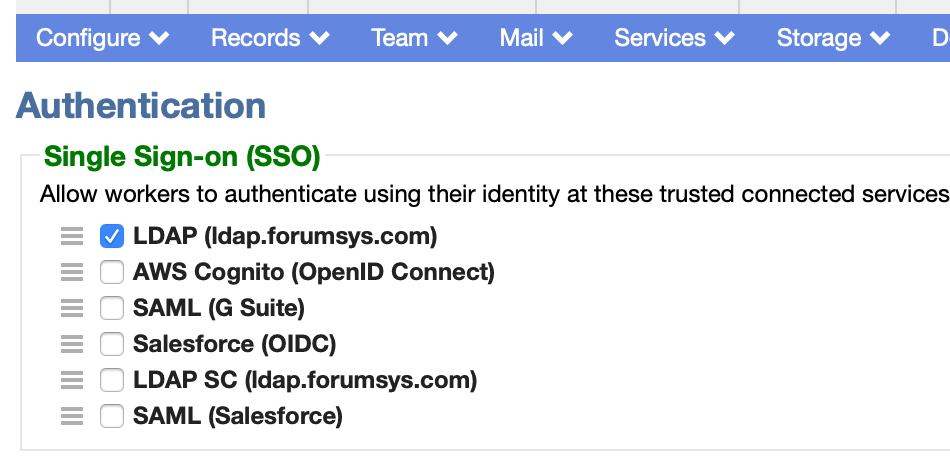 Configure Records Team Mail Services Storage D
Authentication
Single Sign-on (SSO)
Allow workers to authenticate using their identity at these trusted connected services
LDAP (ldap.forumsys.com)
AWS Cognito (OpenID Connect)
SAML (G Suite)
Salesforce (OIDC)
LDAP SC (ldap.forumsys.com)
SAML (Salesforce)